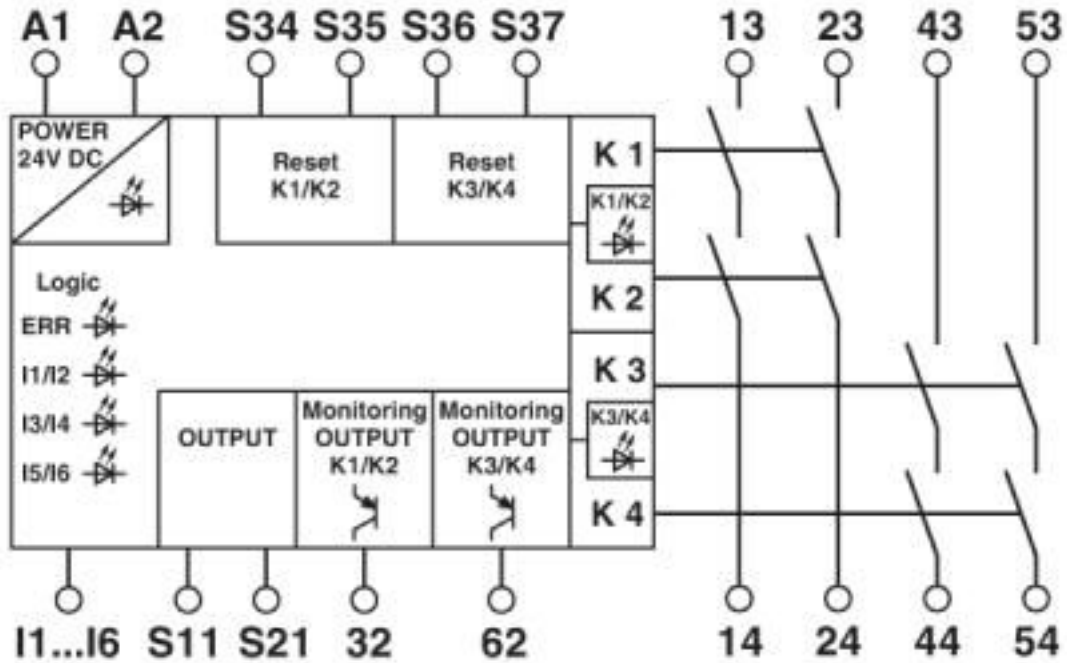 A1 A2 S34 S35 S36 S37 13 23 43 53
POWER
24V DC
Reset
K1/K2
Reset
K3/K4
K 1
K1/K2
K 2
Logic
ERR
I1/I2
I3/I4
I5/I6
OUTPUT
Monitoring
OUTPUT
K1/K2
Monitoring
OUTPUT
K3/K4
K 3
K3/K4
K 4
I1...I6 S11 S21 32 62 14 24 44 54